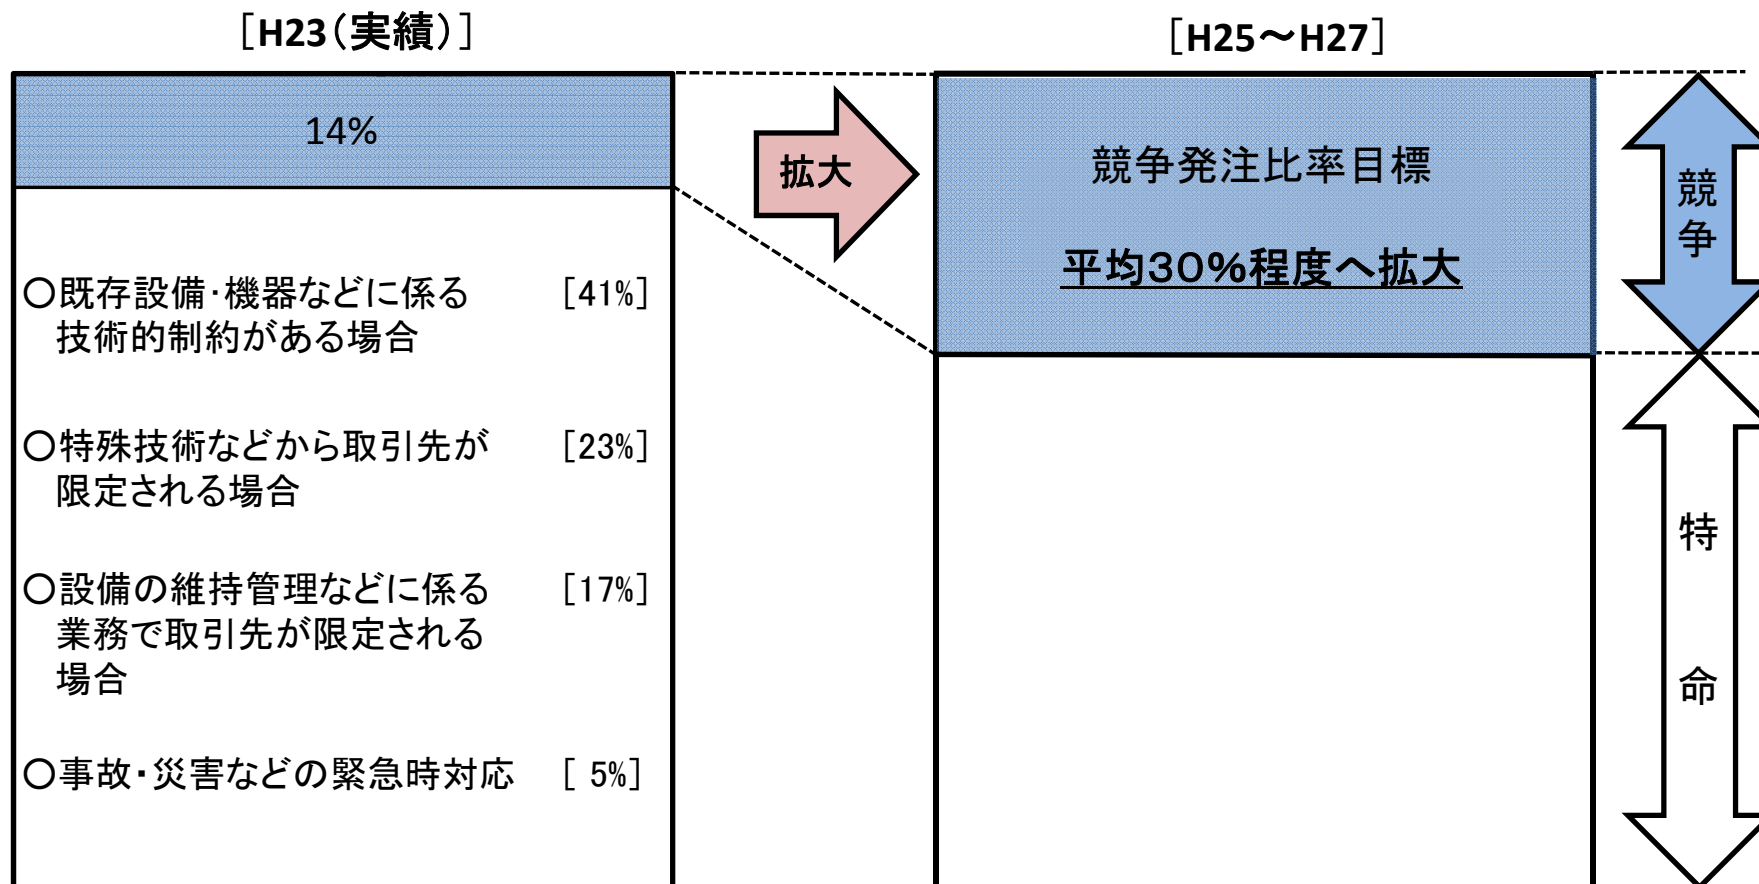 ［H23（実績）］
［H25～H27］
14%
拡大
競争発注比率目標
平均30%程度へ拡大
競争
○既存設備･機器などに係る ［41%］
技術的制約がある場合
○特殊技術などから取引先が ［23%］
限定される場合
○設備の維持管理などに係る ［17%］
業務で取引先が限定される
場合
○事故・災害などの緊急時対応 ［ 5%］
特命